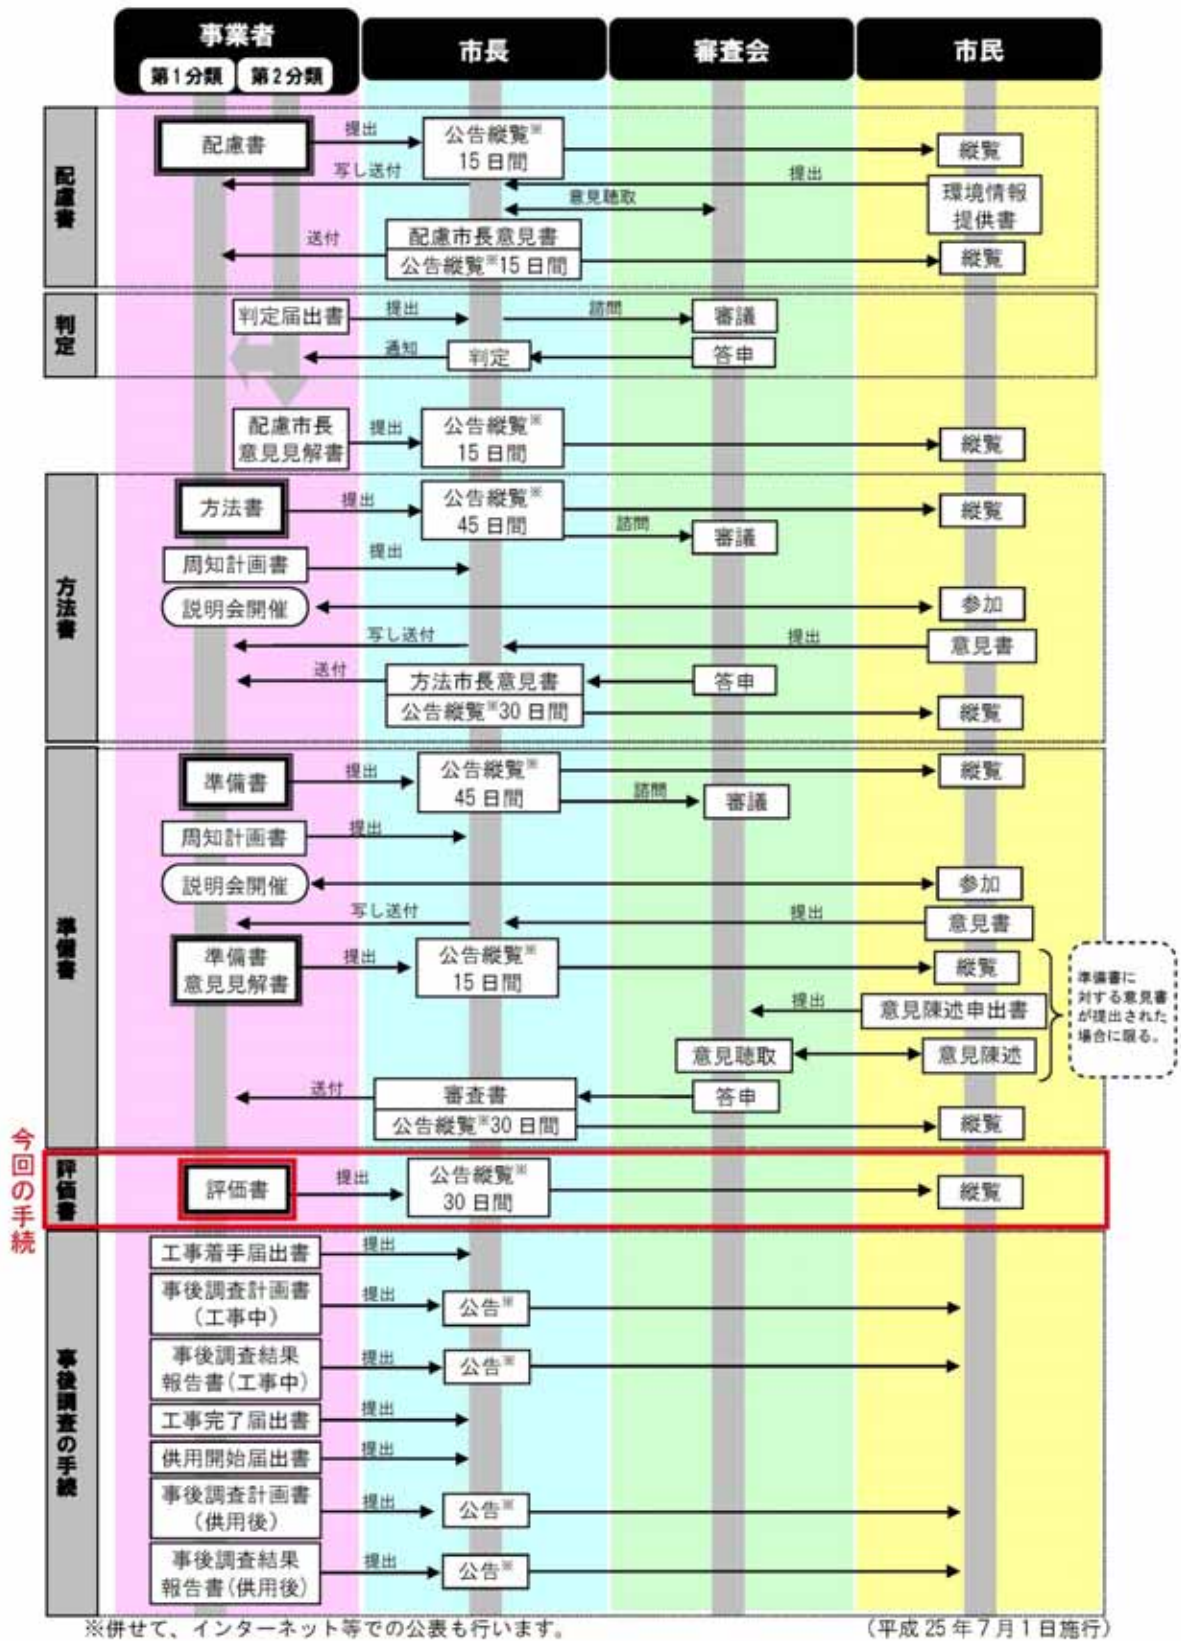 事業者
第1分類 第2分類
市長
審査会
市民
配慮書
配慮書
提出
公告縦覧※
15日間
縦覧
写し送付
提出
環境情報
提供書
意見聴取
送付
配慮市長意見書
公告縦覧※15日間
縦覧
判定
判定届出書
提出
諮問
審議
通知
判定
答申
配慮市長
意見見解書
提出
公告縦覧※
15日間
縦覧
方法書
方法書
提出
公告縦覧※
45日間
縦覧
諮問
審議
周知計画書
提出
説明会開催
参加
写し送付
提出
意見書
送付
方法市長意見書
答申
公告縦覧※30日間
縦覧
準備書
準備書
提出
公告縦覧※
45日間
縦覧
諮問
審議
周知計画書
提出
説明会開催
参加
写し送付
提出
意見書
準備書
意見見解書
提出
公告縦覧※
15日間
縦覧
提出
意見陳述申出書
意見聴取
意見陳述
準備書に
対する意見書
が提出された
場合に限る。
送付
審査書
答申
公告縦覧※30日間
縦覧
今回の手続
評価書
評価書
提出
公告縦覧※
30日間
縦覧
事後調査の手続
工事着手届出書
提出
事後調査計画書
(工事中)
提出
公告※
事後調査結果
報告書(工事中)
提出
公告※
工事完了届出書
提出
供用開始届出書
提出
事後調査計画書
(供用後)
提出
公告※
事後調査結果
報告書(供用後)
提出
公告※
※併せて、インターネット等での公表も行います。
(平成25年7月1日施行)